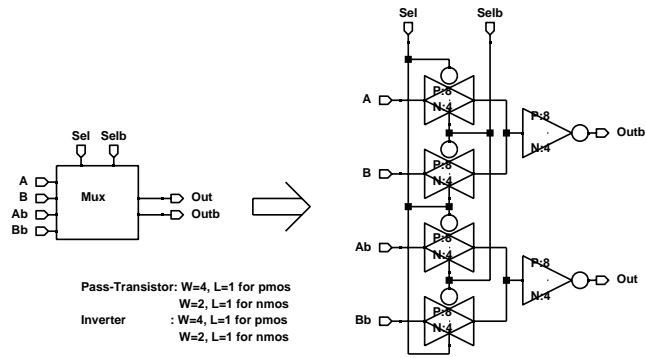 Sel
Selb
A
P:8
N:4
P:8
N:4
Outb
Sel
Selb
B
P:8
N:4
A
B
Ab
Bb
Mux
Out
Outb
Ab
P:8
N:4
P:8
N:4
Out
Pass-Transistor: W=4, L=1 for pmos
W=2, L=1 for nmos
Inverter : W=4, L=1 for pmos
W=2, L=1 for nmos
Bb
P:8
N:4